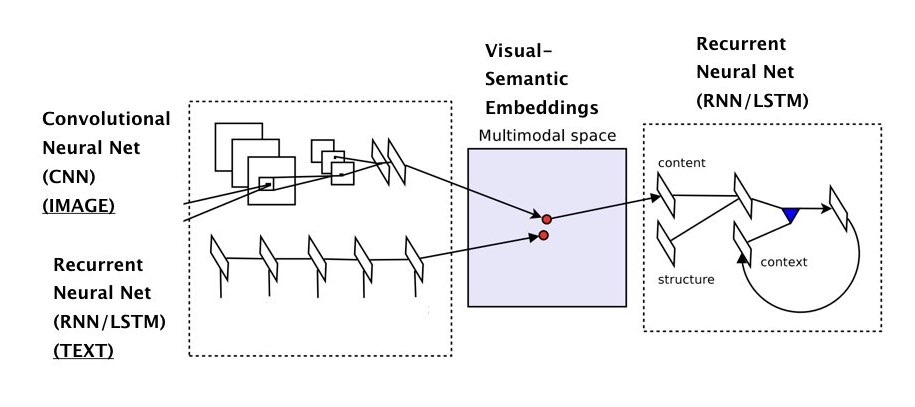 Convolutional
Neural Net
(CNN)
(IMAGE)
Recurrent
Neural Net
(RNN/LSTM)
(TEXT)
Visual-
Semantic
Embeddings
Multimodal space
Recurrent
Neural Net
(RNN/LSTM)
content
structure
context